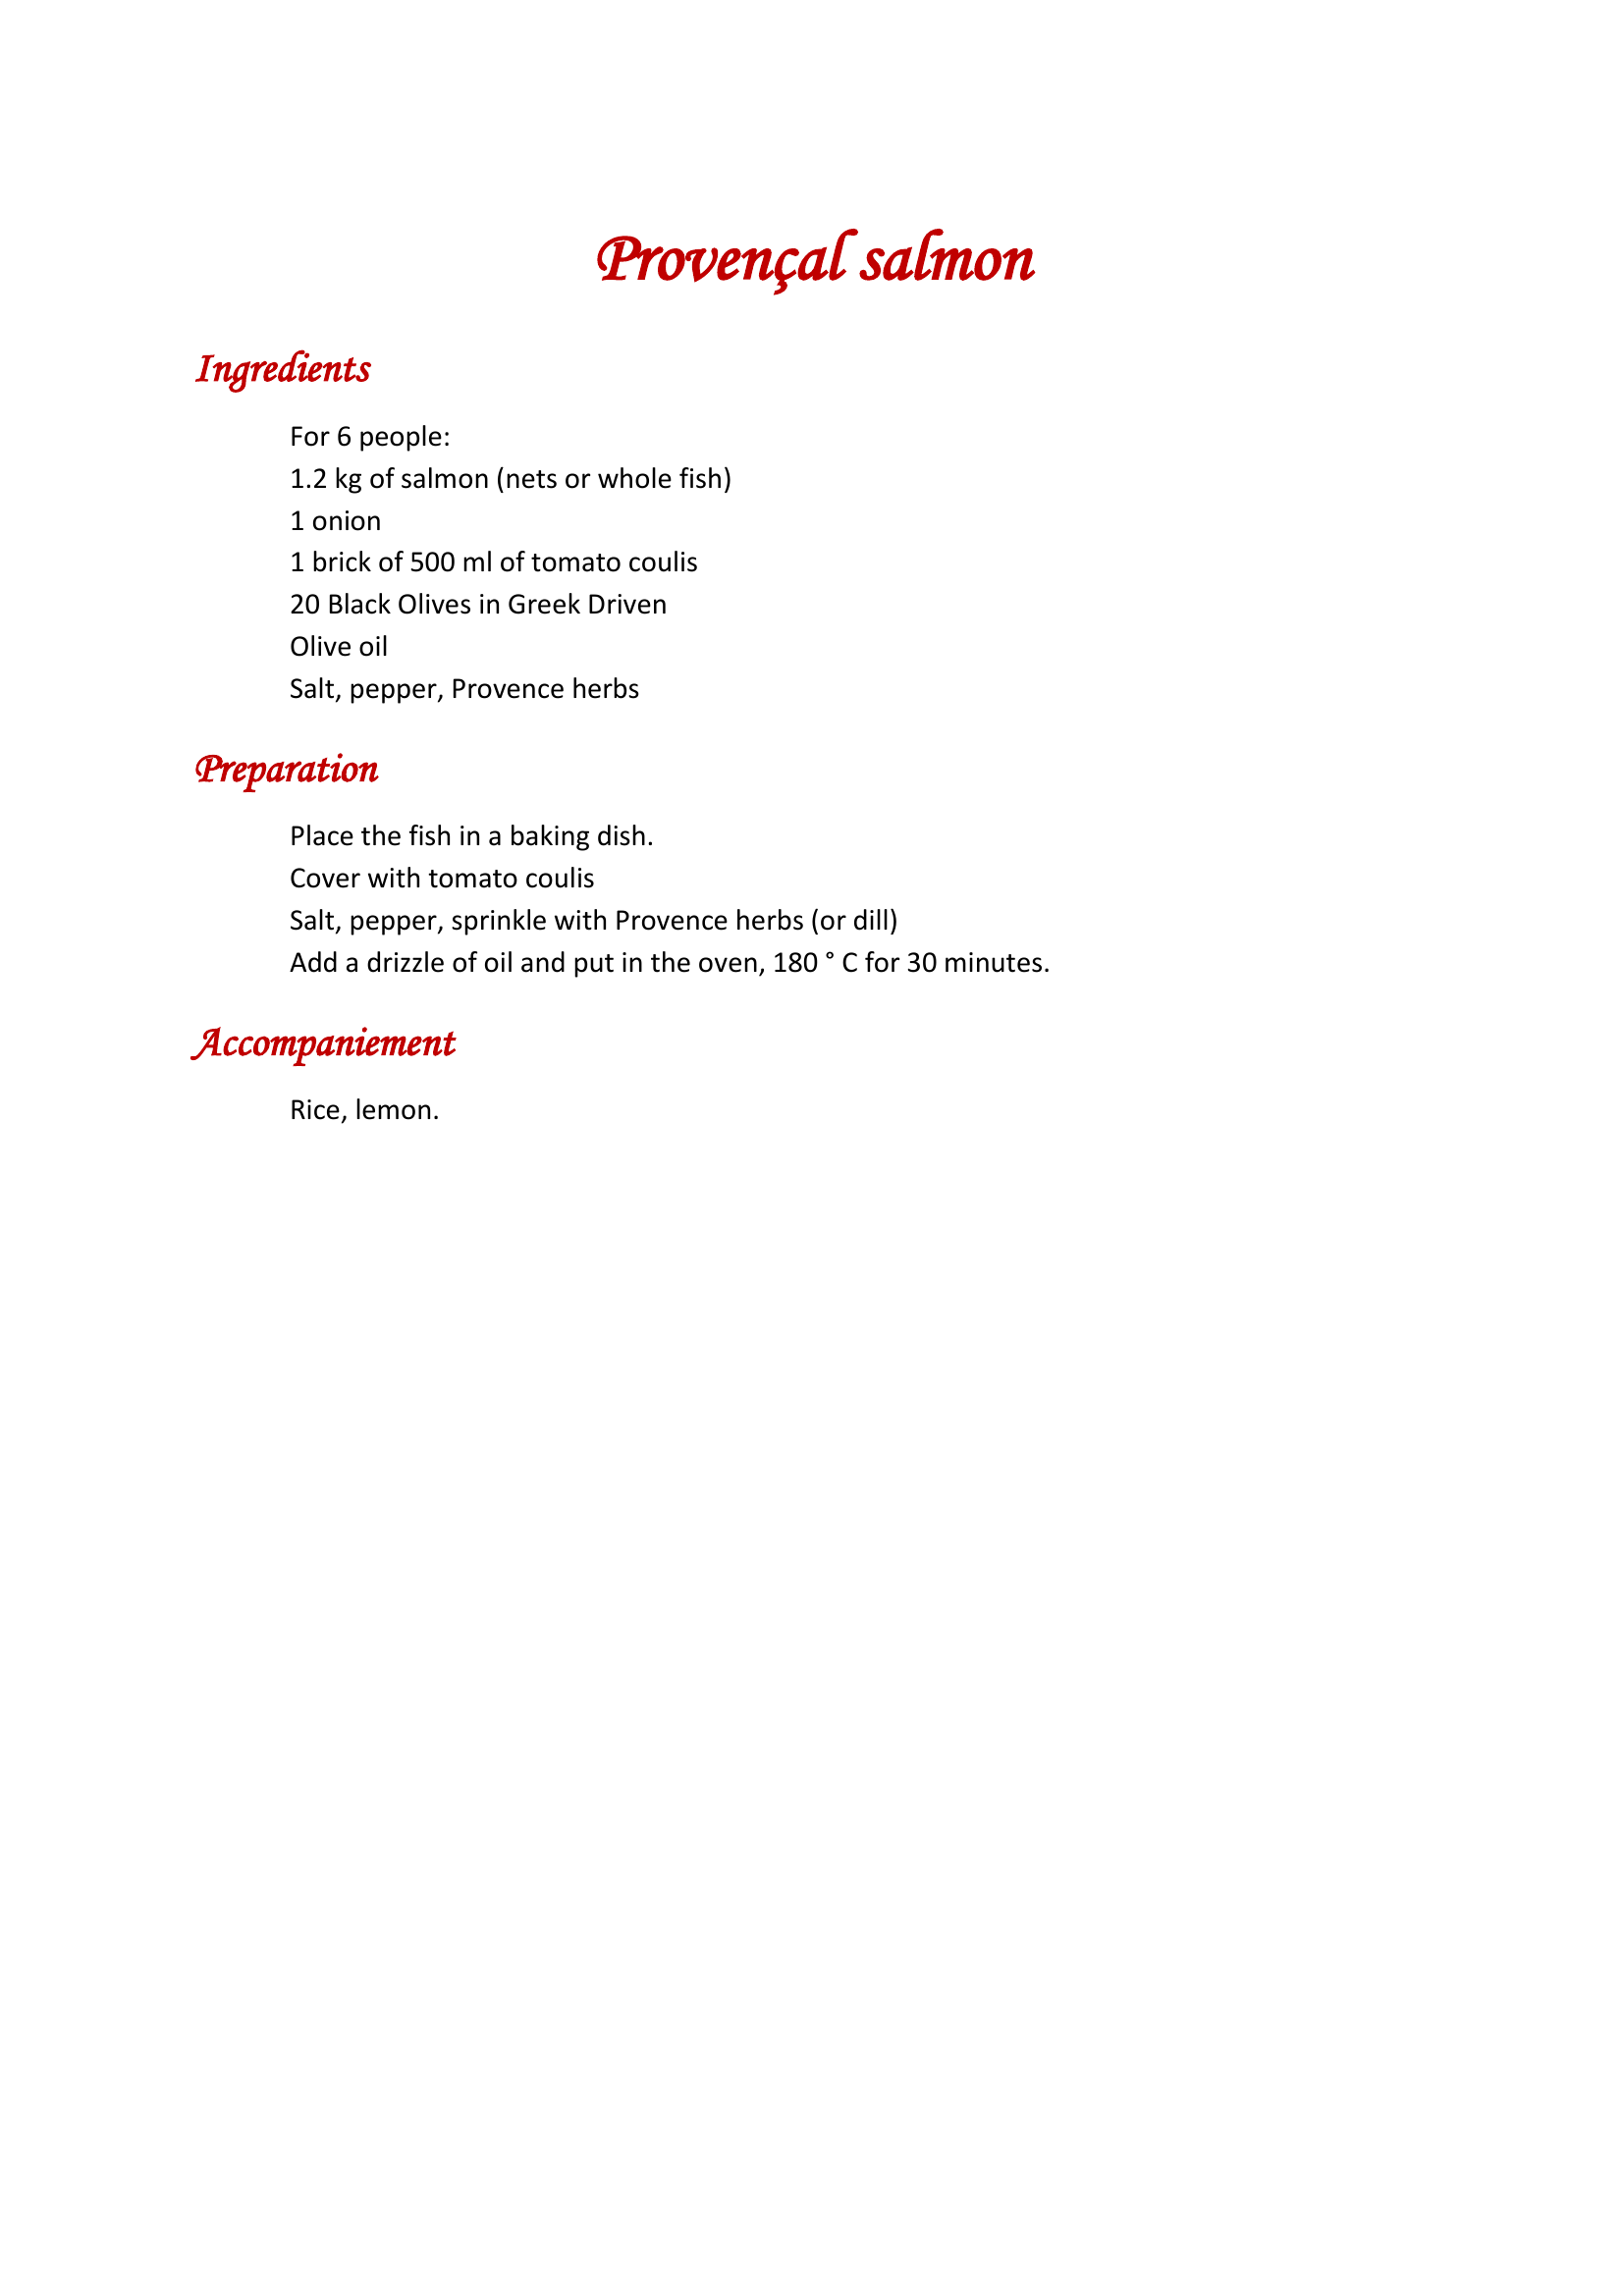 Provençal salmon
Ingredients
For 6 people:
1.2 kg of salmon (nets or whole fish)
1 onion
1 brick of 500 ml of tomato coulis
20 Black Olives in Greek Driven
Olive oil
Salt, pepper, Provence herbs
Preparation
Place the fish in a baking dish.
Cover with tomato coulis
Salt, pepper, sprinkle with Provence herbs (or dill)
Add a drizzle of oil and put in the oven, 180 ° C for 30 minutes.
Accompaniement
Rice, lemon.